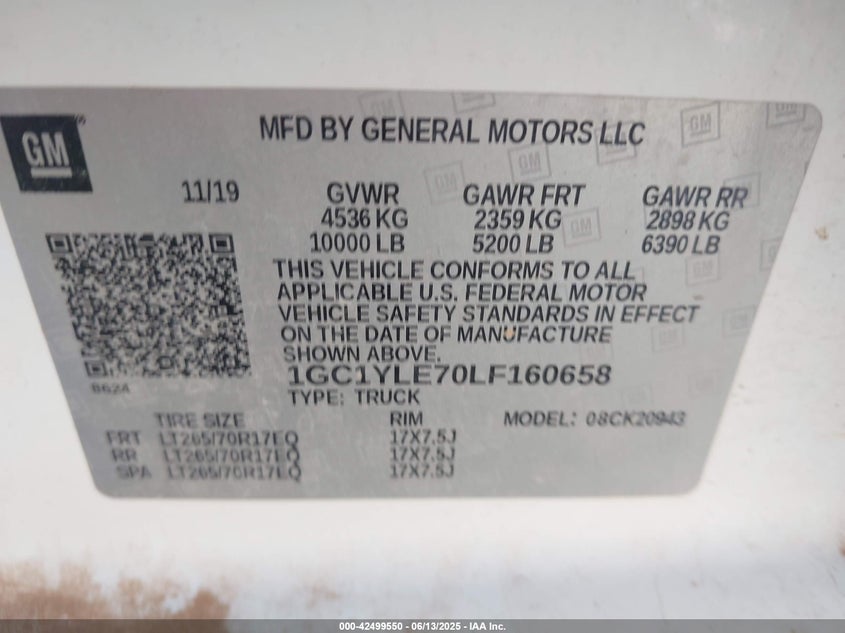 GM
MFD BY GENERAL MOTORS LLC
11/19 GVWR GAWR FRT GAWR RR
4536 KG 2359 KG 2898 KG
10000 LB 5200 LB 6390 LB
THIS VEHICLE CONFORMS TO ALL
APPLICABLE U.S. FEDERAL MOTOR
VEHICLE SAFETY STANDARDS IN EFFECT
ON THE DATE OF MANUFACTURE
SHOWN ABOVE.
8624
1GC1YLE70LF160658
TYPE: TRUCK
TIRE SIZE RIM MODEL: 08CK20943
FRT LT265/70R17EQ 17X7.5J
RR LT265/70R17EQ 17X7.5J
SPA LT265/70R17EQ 17X7.5J
000-42499550 - 06/13/2025 - IAA Inc.